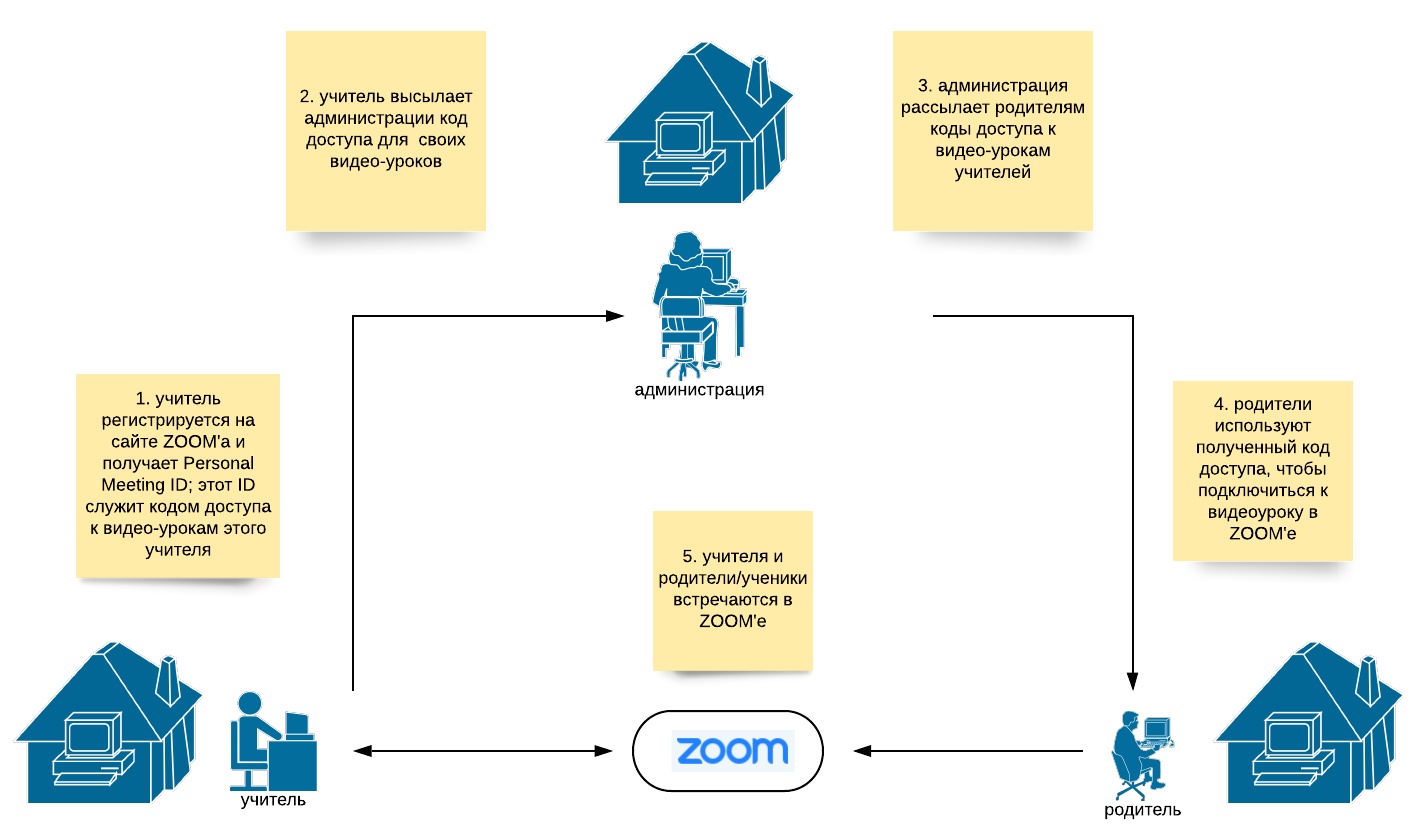 2. учитель высылает
администрации код
доступа для своих
видео-уроков
3. администрация
рассылает родителям
коды доступа к
видео-урокам
учителей
администрация
1. учитель
регистрируется на
сайте ZOOM'а и
получает Personal
Meeting ID; этот ID
служит кодом доступа
к видео-урокам этого
учителя
4. родители
используют
полученный код
доступа, чтобы
подключиться к
видеоуроку в
ZOOM'е
5. учителя и
родители/ученики
встречаются в
ZOOM'е
zoom
учитель
родитель